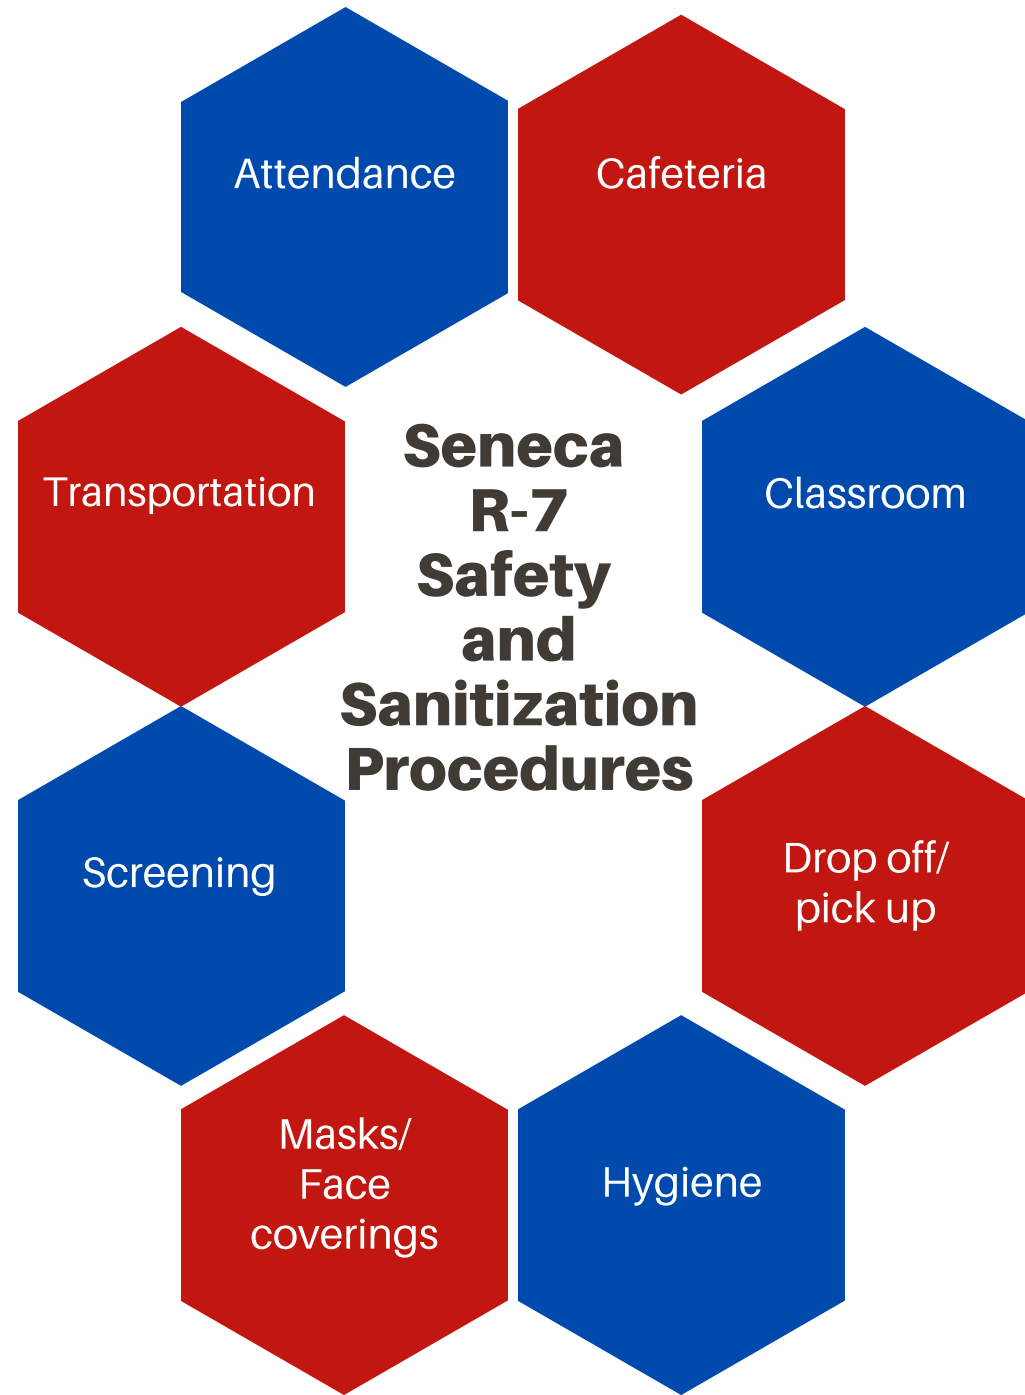 Attendance
Cafeteria
Transportation
Classroom
Seneca
R-7
Safety
and
Sanitization
Procedures
Screening
Drop off/
pick up
Masks/
Face
coverings
Hygiene